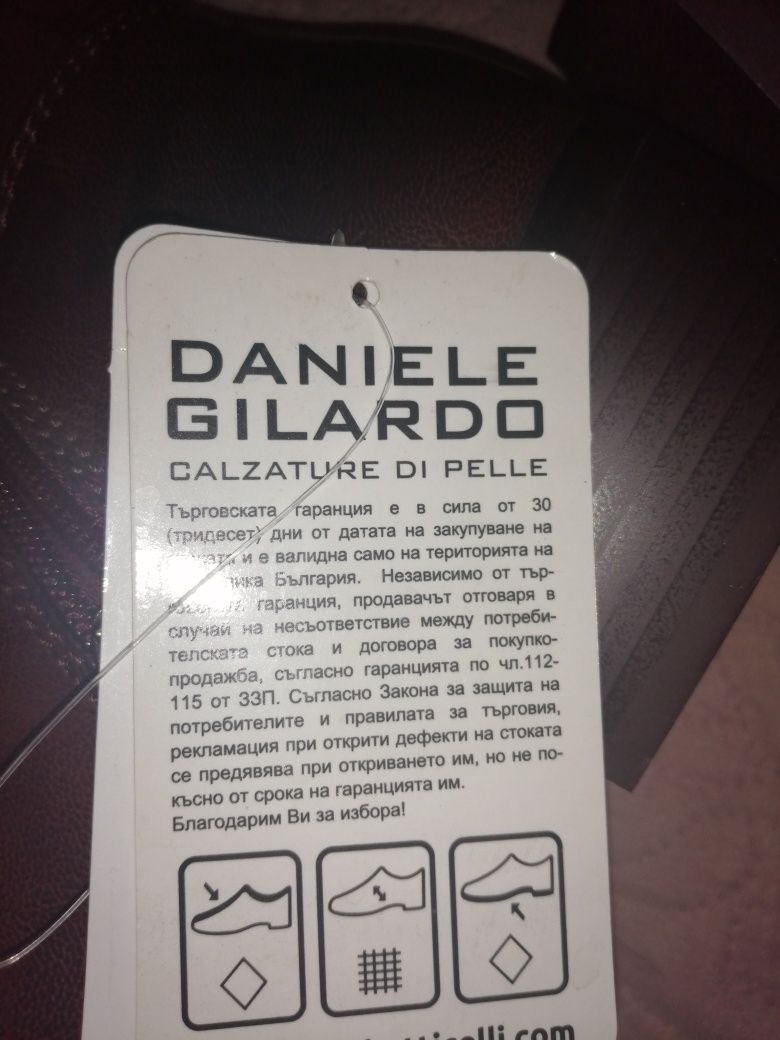 DANIELE
GILARDO
CALZATURE DI PELLE
Търговската гаранция е в сила от 30
(тридесет) дни от датата на закупуване на
и е валидна само на територията на
България. Независимо от тър-
гаранция, продавачът отговаря в
случай на несъответствие между потреби-
телската стока и договора за покупко-
продажба, съгласно гаранцията по чл.112-
115 от ЗЗП. Съгласно Закона за защита на
потребителите и правилата за търговия,
рекламация при открити дефекти на стоката
се предявява при откриването им, но не по-
късно от срока на гаранцията им.
Благодарим Ви за избора!